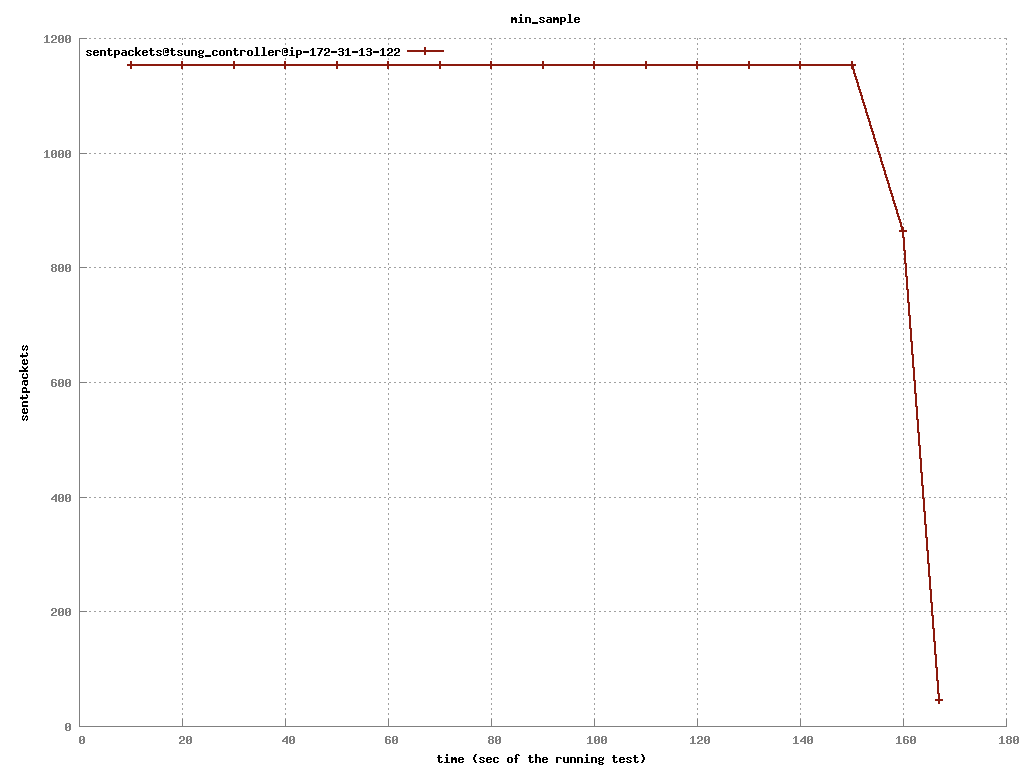 min_sample
1200
sentpackets@tsung_controller@ip-172-31-13-122
1000
800
600
sentpackets
400
200
0
0 20 40 60 80 100 120 140 160 180
time (sec of the running test)